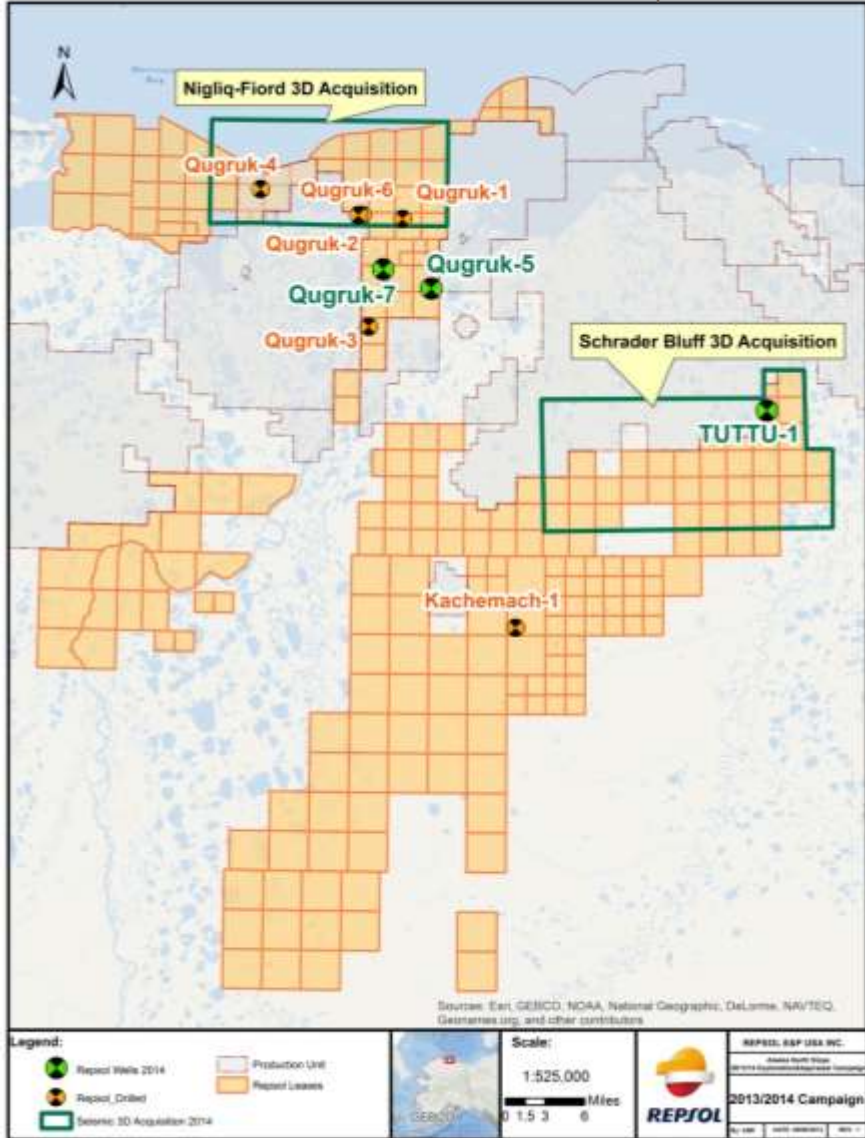 N
Nigliq-Fiord 3D Acquisition
Qugruk-4
Qugruk-6
Qugruk-1
Qugruk-2
Qugruk-5
Qugruk-7
Qugruk-3
Schrader Bluff 3D Acquisition
TUTTU-1
Kachemach-1
Sources: Esri, GEBCO, NOAA, National Geographic, DeLorme, NAVTEQ,
Geonames.org, and other contributors
Legend:
Repsol Wells 2014
Repsol_Drilled
Seismic 3D Acquisition 2014
Production Unit
Repsol Leases
Scale:
1:525,000
Miles
0 1.5 3 6
REPSOL
REPSOL E&P USA INC.
Alaska North Slope
2013/2014 Campaign